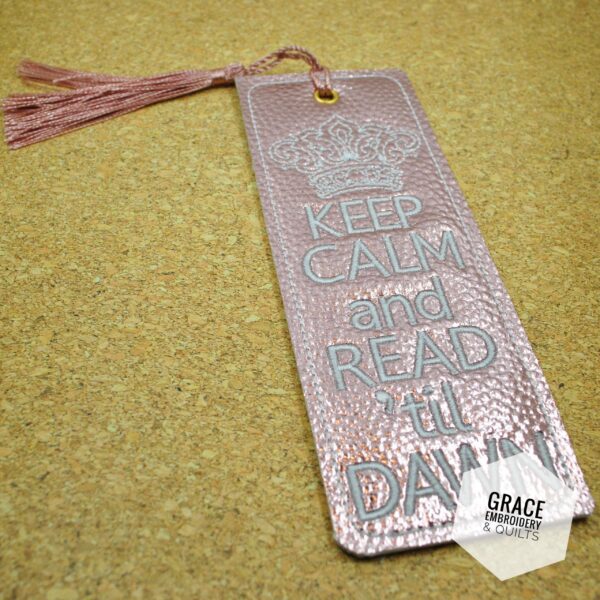 KEEP
CALM
and
READ
'til
DAWN
GRACE
EMBROIDERY
& QUILTS